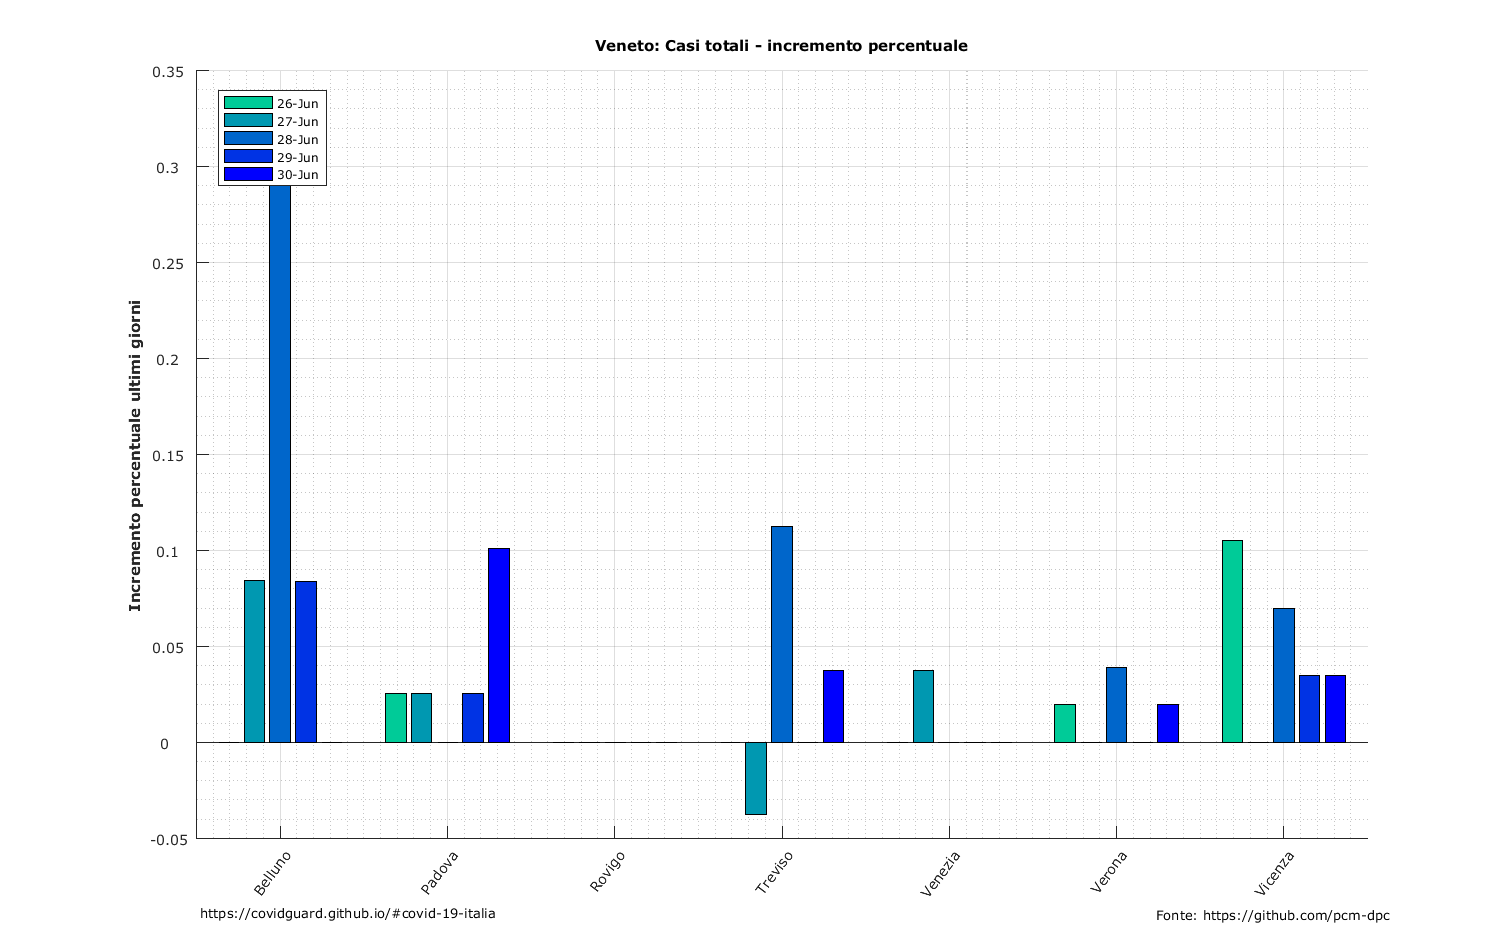 Veneto: Casi totali - incremento percentuale
0.35
0.3
0.25
0.2
0.15
0.1
0.05
0
-0.05
Incremento percentuale ultimi giorni
26-Jun
27-Jun
28-Jun
29-Jun
30-Jun
Belluno
Padova
Rovigo
Treviso
Venezia
Verona
Vicenza
https://covidguard.github.io/#covid-19-italia
Fonte: https://github.com/pcm-dpc